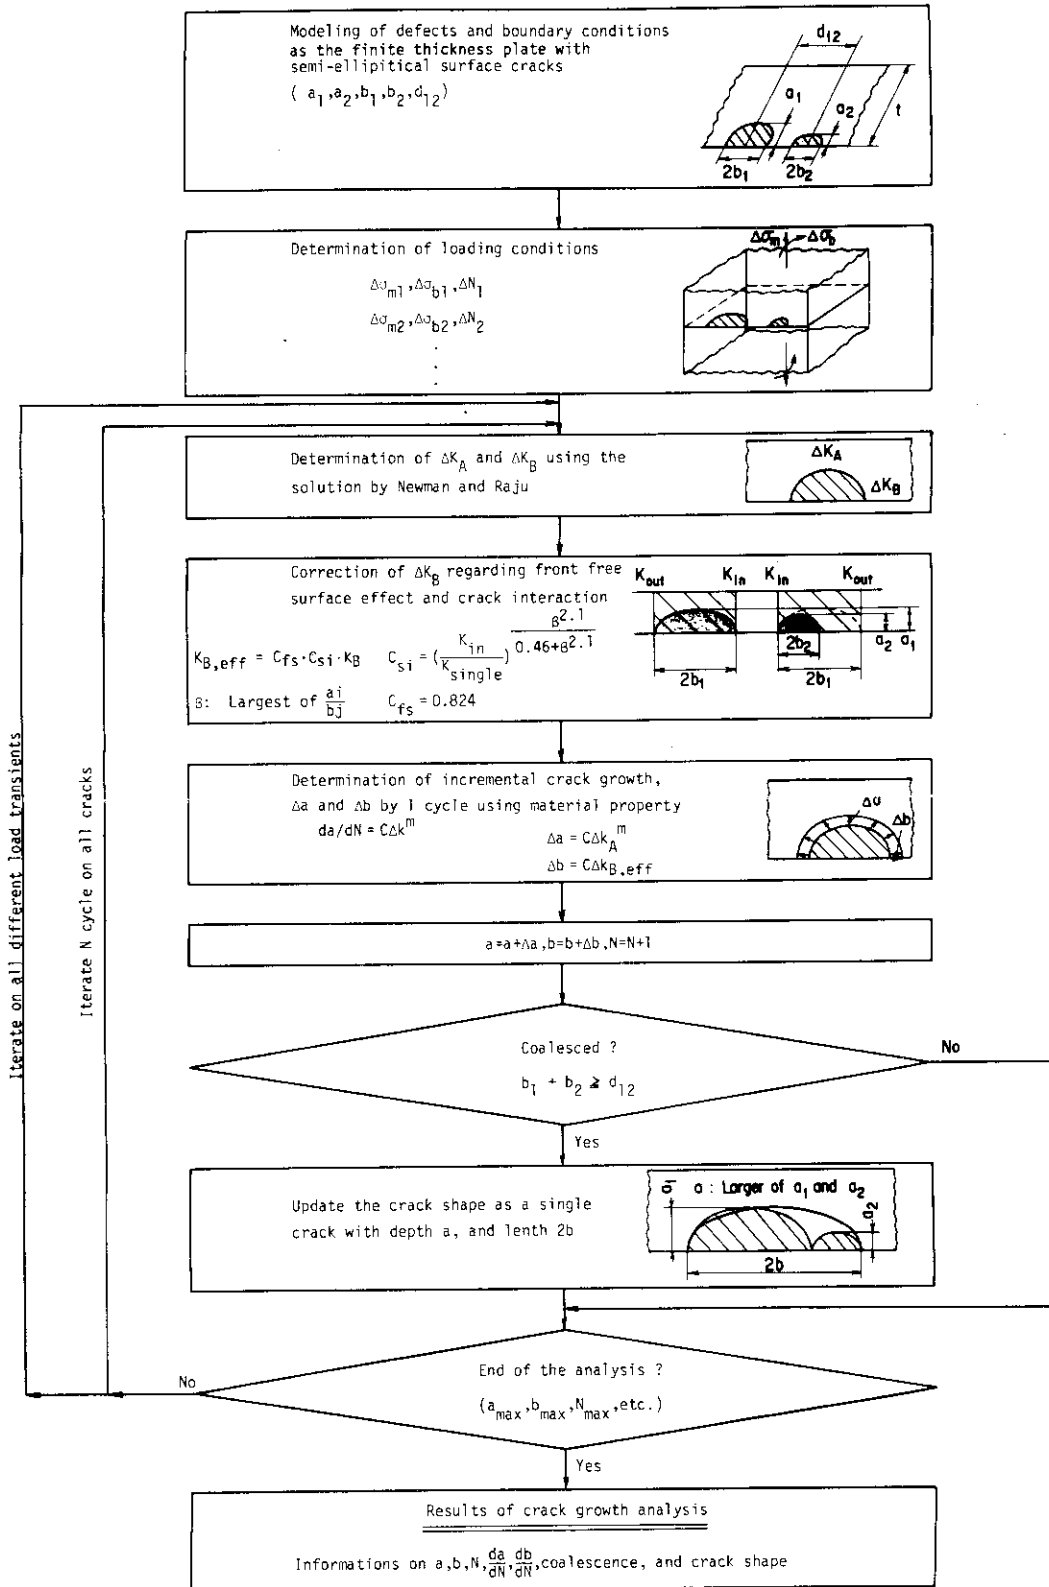 Modeling of defects and boundary conditions
as the finite thickness plate with
semi-ellipitical surface cracks
( a1,a2,b1,b2,d12)
d12
a1
a2
t
2b1
2b2
Determination of loading conditions
Δσm1,Δσb1,ΔN1
Δσm2,Δσb2,ΔN2
Δσm
Δσb
Determination of ΔKA and ΔKB using the
solution by Newman and Raju
ΔKA
ΔKB
Correction of ΔKB regarding front free
surface effect and crack interaction
KB,eff = Cfs·Csi·KB
Csi = (Kin/Ksingle)^(β^2.1/(0.46+β^2.1))
β: Largest of ai/bj
Cfs = 0.824
Kout
Kin
Kin
Kout
2b2
a2
a1
2b1
2b1
Determination of incremental crack growth,
Δa and Δb by 1 cycle using material property
da/dN = CΔk^m
Δa = CΔkA^m
Δb = CΔkB,eff
Δa
Δb
a=a+Δa,b=b+Δb,N=N+1
Coalesced ?
b1 + b2 ≧ d12
No
Yes
Update the crack shape as a single
crack with depth a, and lenth 2b
a1
a : Larger of a1 and a2
a2
2b
End of the analysis ?
(amax,bmax,Nmax,etc.)
No
Yes
Results of crack growth analysis
Informations on a,b,N,da/dN,db/dN,coalescence, and crack shape
Iterate on all different load transients
Iterate N cycle on all cracks